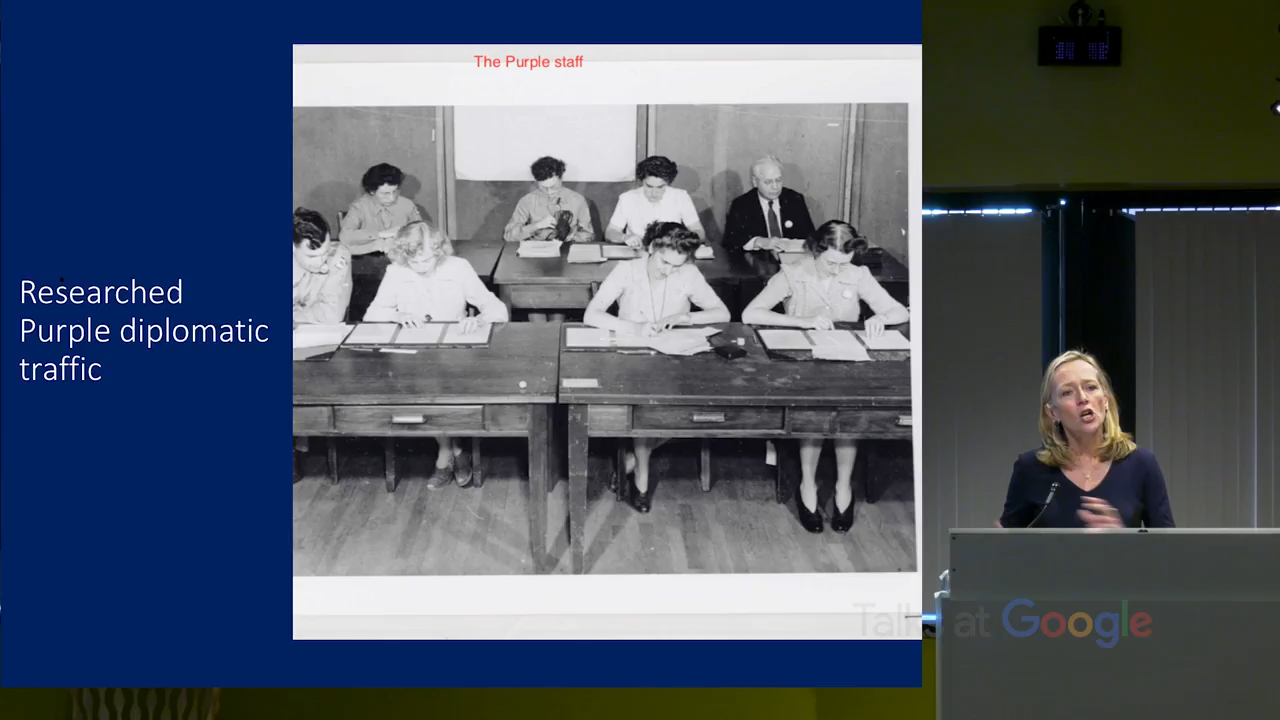 The Purple staff
Researched
Purple diplomatic
traffic
Talks at Google